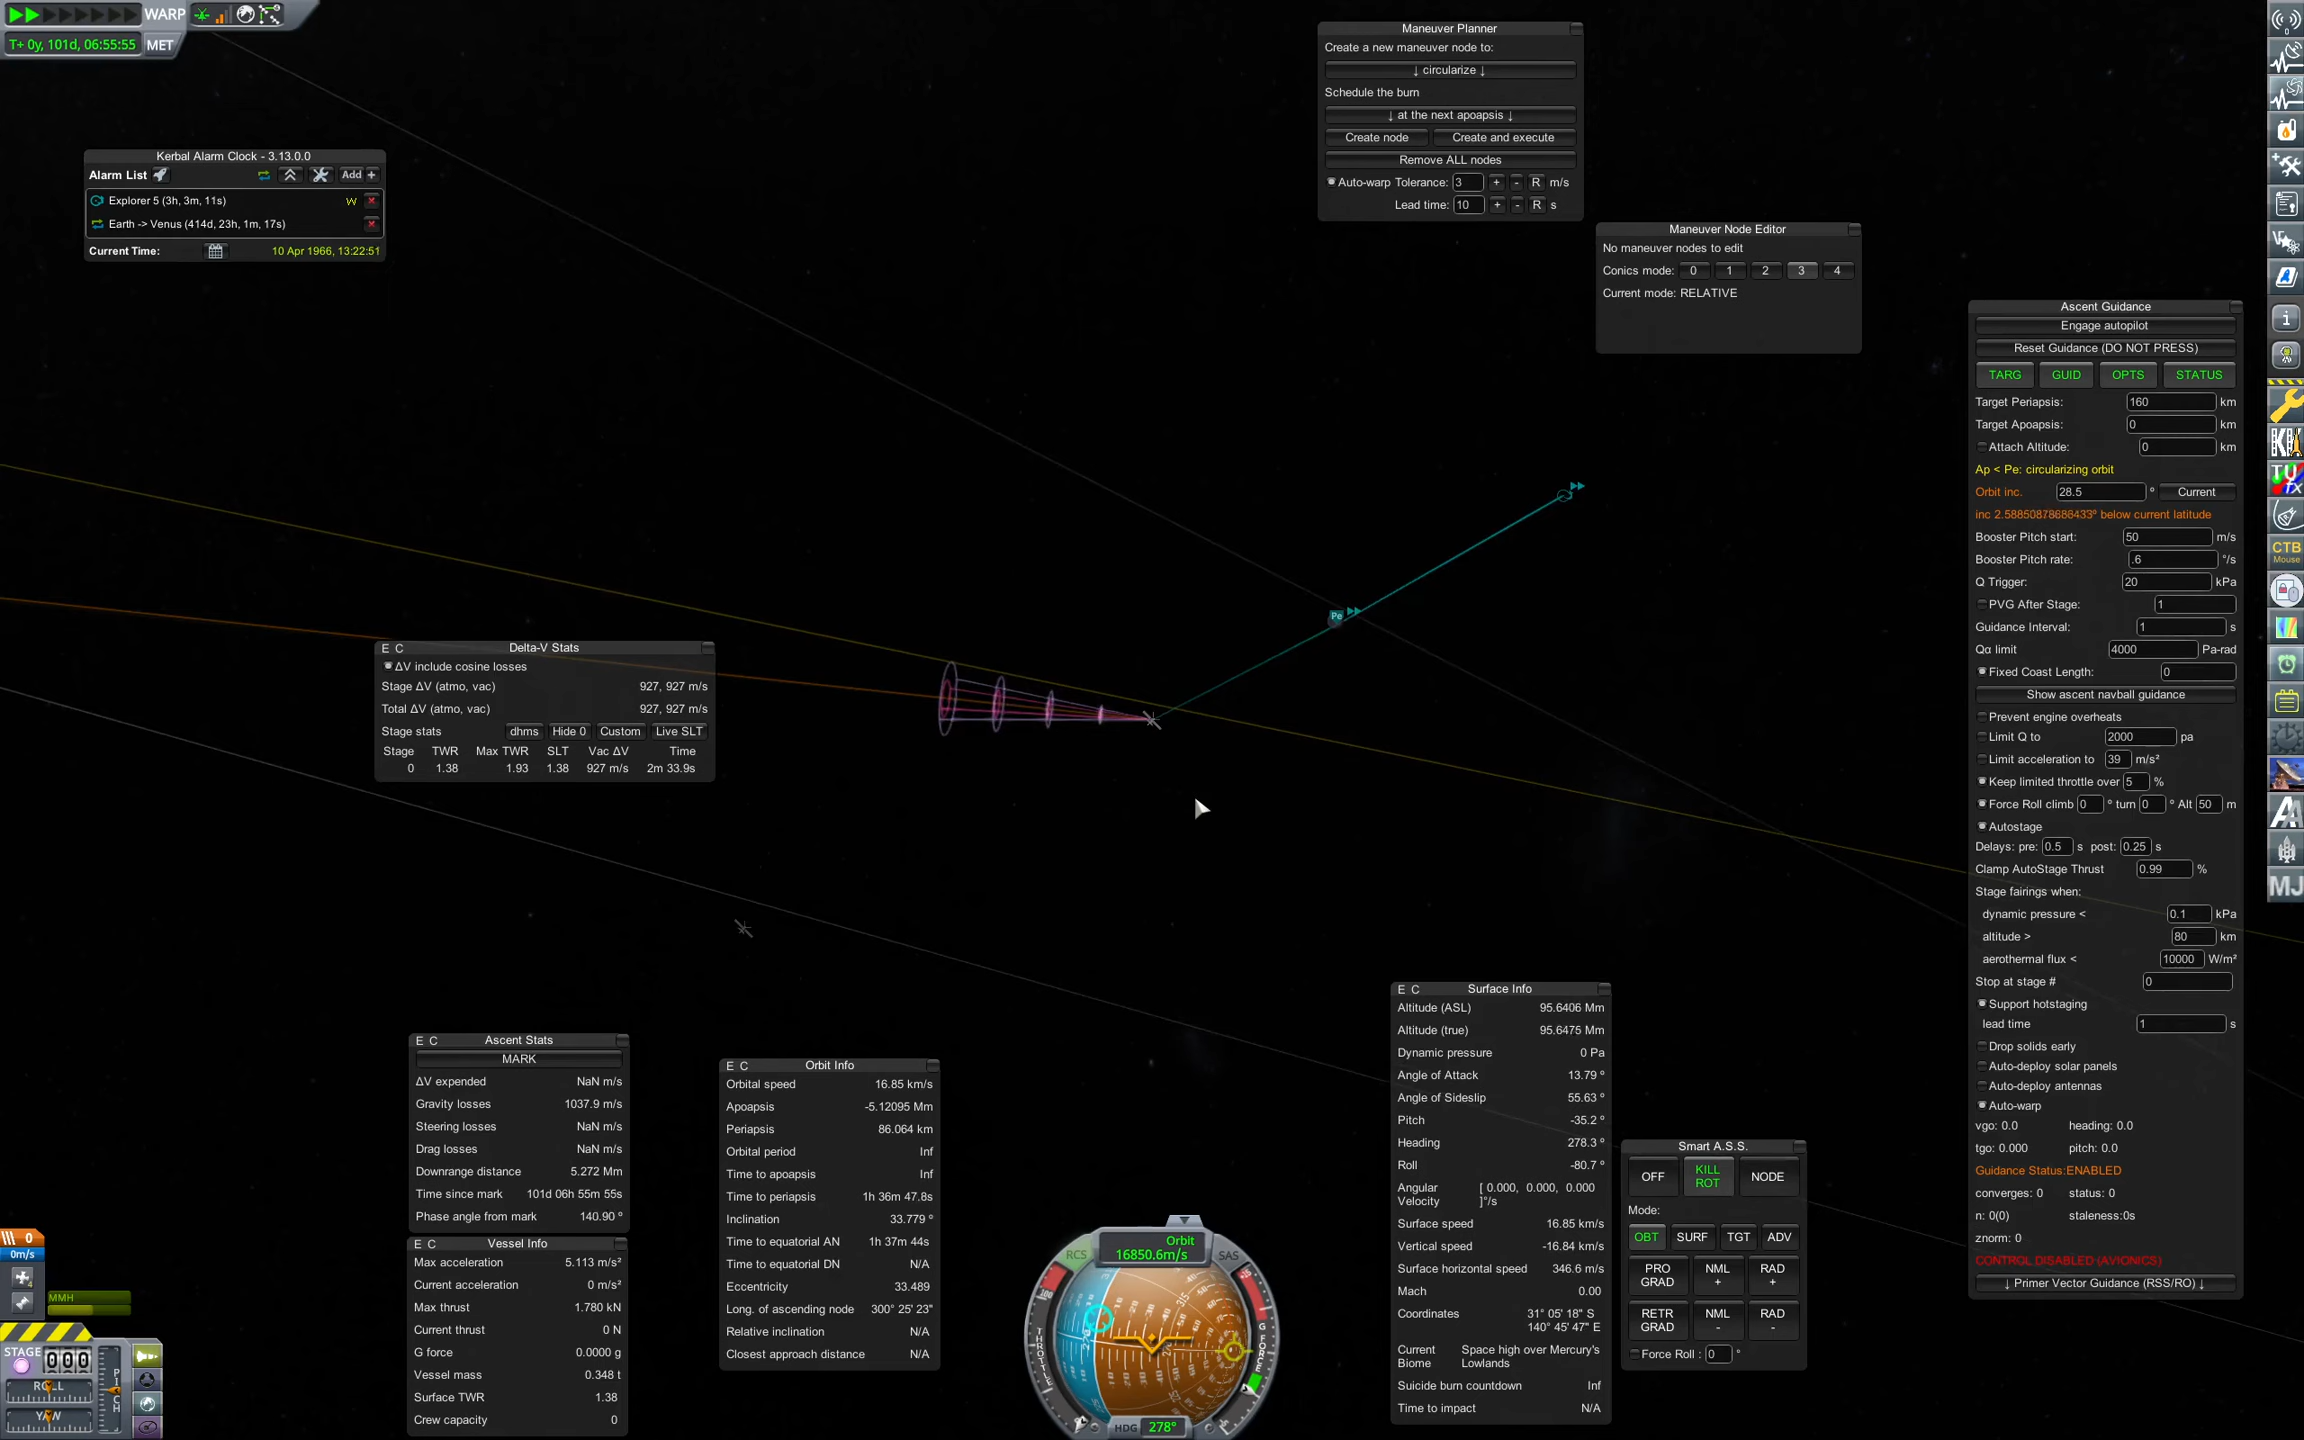 WARP
T+ 0y, 101d, 06:55:55 MET
Kerbal Alarm Clock - 3.13.0.0
Alarm List Add +
Explorer 5 (3h, 3m, 11s) W
Earth -> Venus (414d, 23h, 1m, 17s)
Current Time: 10 Apr 1966, 13:22:51
Maneuver Planner
Create a new maneuver node to:
↓ circularize ↓
Schedule the burn
↓ at the next apoapsis ↓
Create node Create and execute
Remove ALL nodes
Auto-warp Tolerance: 3 + - R m/s
Lead time: 10 + - R s
Maneuver Node Editor
No maneuver nodes to edit
Conics mode: 0 1 2 3 4
Current mode: RELATIVE
Pe
E C Delta-V Stats
ΔV include cosine losses
Stage ΔV (atmo, vac) 927, 927 m/s
Total ΔV (atmo, vac) 927, 927 m/s
Stage stats dhms Hide 0 Custom Live SLT
Stage TWR Max TWR SLT Vac ΔV Time
0 1.38 1.93 1.38 927 m/s 2m 33.9s
Ascent Guidance
Engage autopilot
Reset Guidance (DO NOT PRESS)
TARG GUID OPTS STATUS
Target Periapsis: 160 km
Target Apoapsis: 0 km
Attach Altitude: 0 km
Ap < Pe: circularizing orbit
Orbit inc. 28.5 º Current
inc 2.58850878686433º below current latitude
Booster Pitch start: 50 m/s
Booster Pitch rate: .6 °/s
Q Trigger: 20 kPa
PVG After Stage: 1
Guidance Interval: 1 s
Qα limit 4000 Pa-rad
Fixed Coast Length: 0
Show ascent navball guidance
Prevent engine overheats
Limit Q to 2000 pa
Limit acceleration to 39 m/s²
Keep limited throttle over 5 %
Force Roll climb 0 º turn 0 º Alt 50 m
Autostage
Delays: pre: 0.5 s post: 0.25 s
Clamp AutoStage Thrust 0.99 %
Stage fairings when:
dynamic pressure < 0.1 kPa
altitude > 80 km
aerothermal flux < 10000 W/m²
Stop at stage # 0
Support hotstaging
lead time 1 s
Drop solids early
Auto-deploy solar panels
Auto-deploy antennas
Auto-warp
vgo: 0.0 heading: 0.0
tgo: 0.000 pitch: 0.0
Guidance Status:ENABLED
converges: 0 status: 0
n: 0(0) staleness:0s
znorm: 0
CONTROL DISABLED (AVIONICS)
↓ Primer Vector Guidance (RSS/RO) ↓
CTB
Mouse
MJ
E C Ascent Stats
MARK
ΔV expended NaN m/s
Gravity losses 1037.9 m/s
Steering losses NaN m/s
Drag losses NaN m/s
Downrange distance 5.272 Mm
Time since mark 101d 06h 55m 55s
Phase angle from mark 140.90 º
E C Vessel Info
Max acceleration 5.113 m/s²
Current acceleration 0 m/s²
Max thrust 1.780 kN
Current thrust 0 N
G force 0.0000 g
Vessel mass 0.348 t
Surface TWR 1.38
Crew capacity 0
E C Orbit Info
Orbital speed 16.85 km/s
Apoapsis -5.12095 Mm
Periapsis 86.064 km
Orbital period Inf
Time to apoapsis Inf
Time to periapsis 1h 36m 47.8s
Inclination 33.779 º
Time to equatorial AN 1h 37m 44s
Time to equatorial DN N/A
Eccentricity 33.489
Long. of ascending node 300° 25' 23"
Relative inclination N/A
Closest approach distance N/A
E C Surface Info
Altitude (ASL) 95.6406 Mm
Altitude (true) 95.6475 Mm
Dynamic pressure 0 Pa
Angle of Attack 13.79 º
Angle of Sideslip 55.63 º
Pitch -35.2 º
Heading 278.3 º
Roll -80.7 º
Angular Velocity [ 0.000, 0.000, 0.000 ]°/s
Surface speed 16.85 km/s
Vertical speed -16.84 km/s
Surface horizontal speed 346.6 m/s
Mach 0.00
Coordinates 31° 05' 18" S
140° 45' 47" E
Current Biome Space high over Mercury's Lowlands
Suicide burn countdown Inf
Time to impact N/A
Smart A.S.S.
OFF KILL ROT NODE
Mode:
OBT SURF TGT ADV
PRO GRAD NML + RAD +
RETR GRAD NML - RAD -
Force Roll : 0 °
RCS Orbit SAS
16850.6m/s
THROTTLE
G FORCE
HDG 278°
0
0m/s
4
MMH
STAGE 000
ROLL
YAW
PITCH